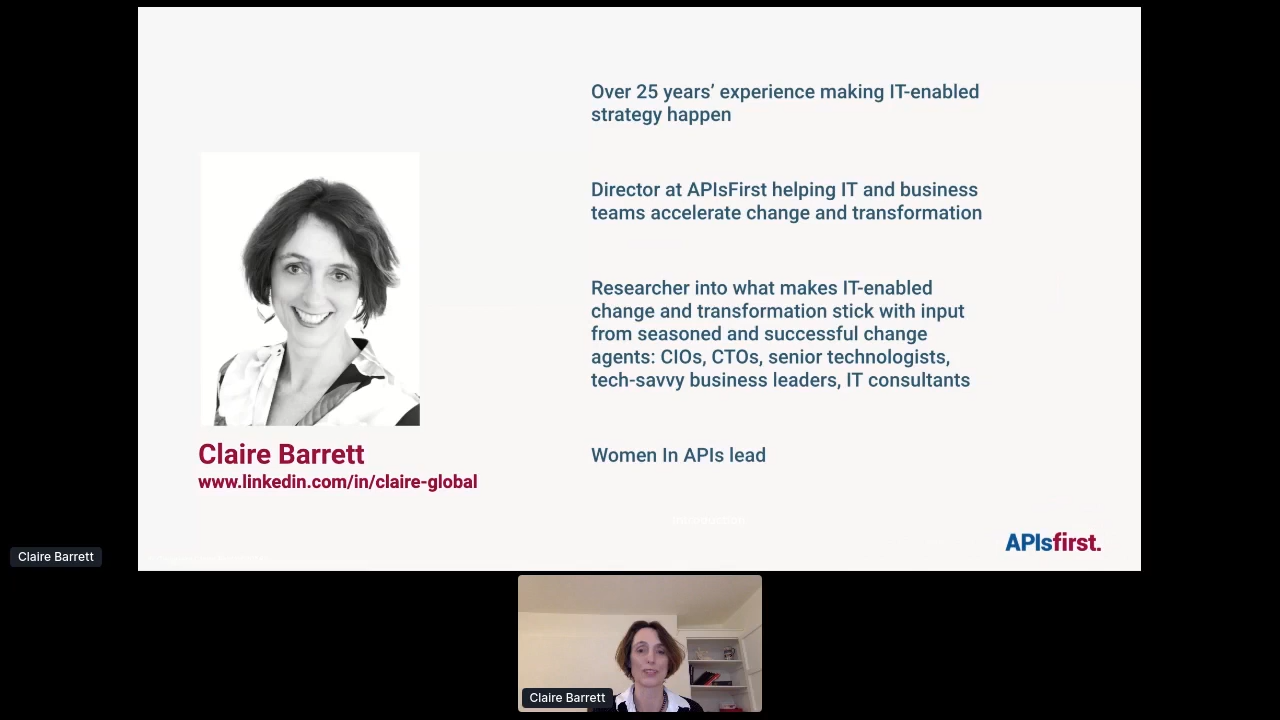 Over 25 years’ experience making IT-enabled
strategy happen
Director at APIsFirst helping IT and business
teams accelerate change and transformation
Researcher into what makes IT-enabled
change and transformation stick with input
from seasoned and successful change
agents: CIOs, CTOs, senior technologists,
tech-savvy business leaders, IT consultants
Women In APIs lead
Claire Barrett
www.linkedin.com/in/claire-global
APIsfirst.
Claire Barrett
Claire Barrett